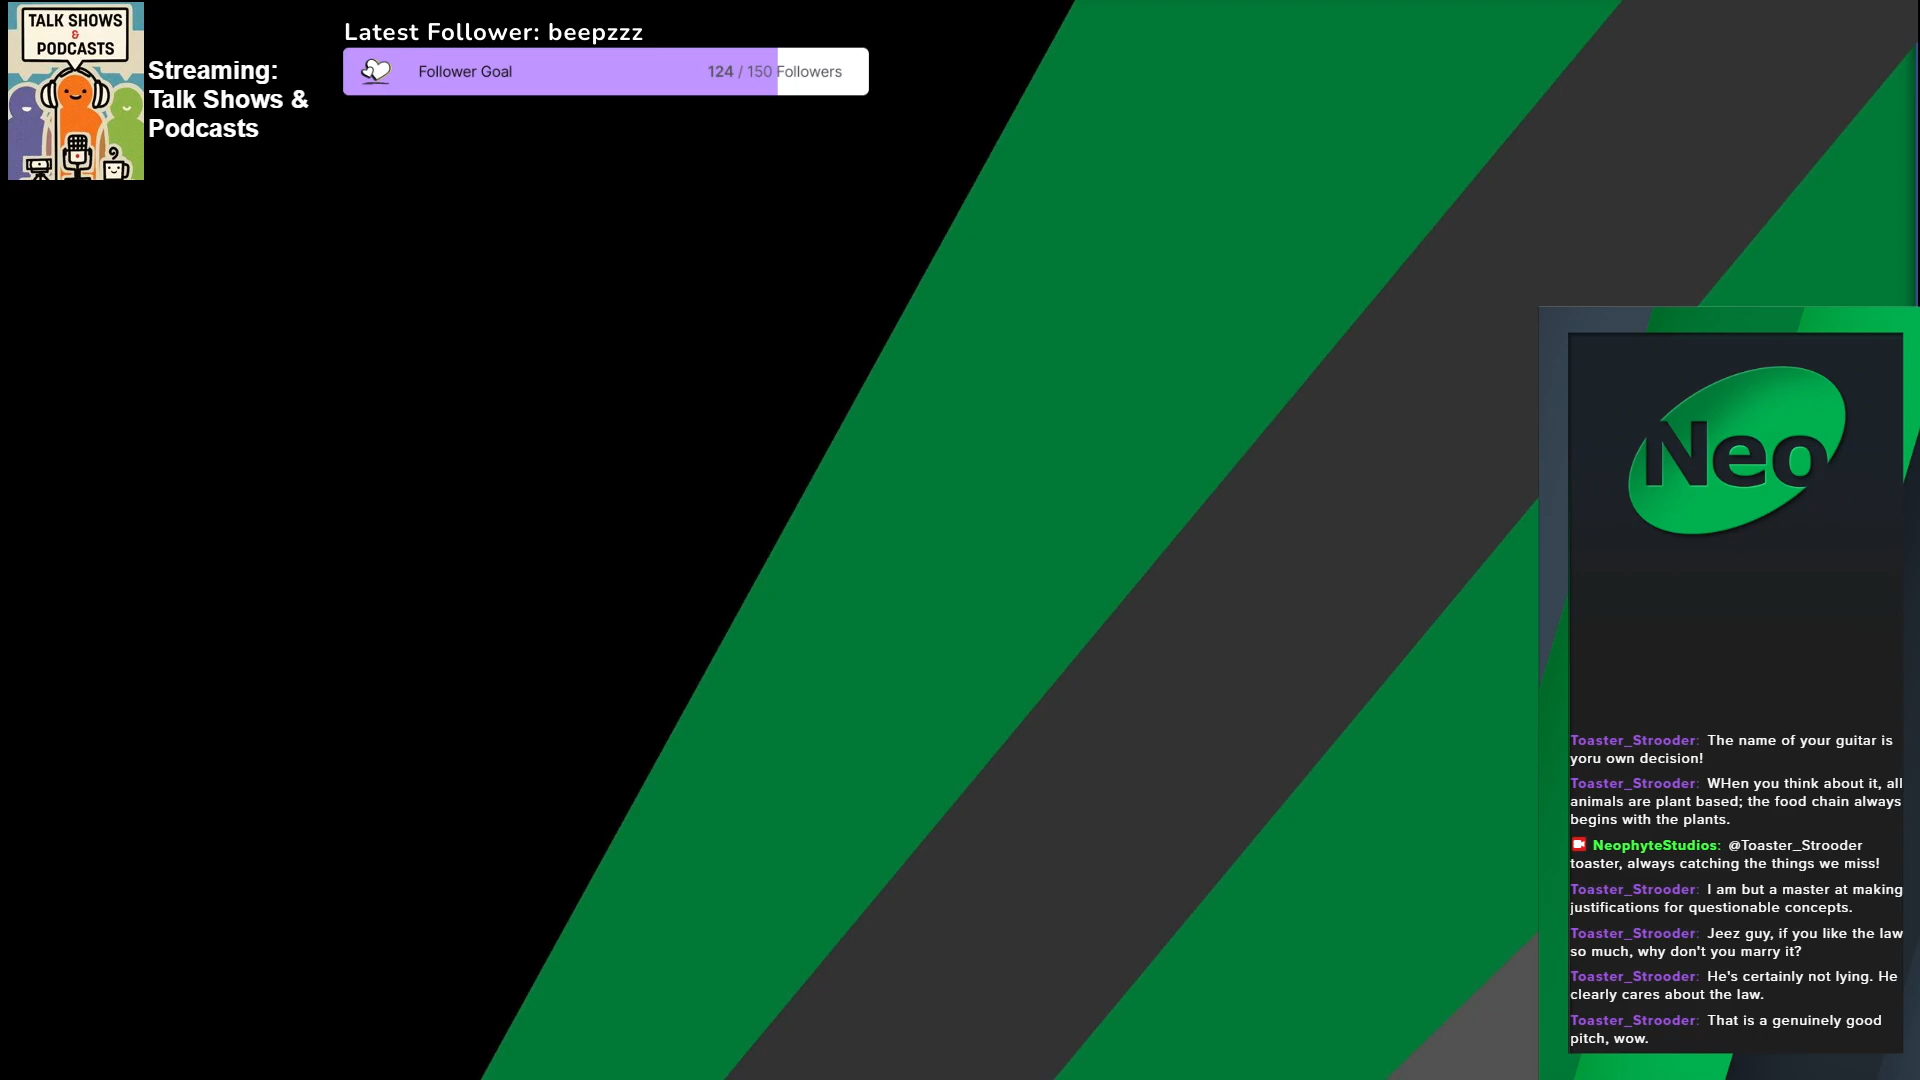 TALK SHOWS
&
PODCASTS
Streaming:
Talk Shows &
Podcasts
Latest Follower: beepzzz
Follower Goal 124 / 150 Followers
Neo
Toaster_Strooder: The name of your guitar is
yoru own decision!
Toaster_Strooder: WHen you think about it, all
animals are plant based; the food chain always
begins with the plants.
NeophyteStudios: @Toaster_Strooder
toaster, always catching the things we miss!
Toaster_Strooder: I am but a master at making
justifications for questionable concepts.
Toaster_Strooder: Jeez guy, if you like the law
so much, why don't you marry it?
Toaster_Strooder: He's certainly not lying. He
clearly cares about the law.
Toaster_Strooder: That is a genuinely good
pitch, wow.